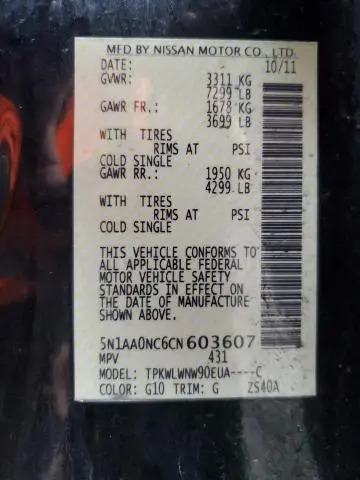 MFD BY NISSAN MOTOR CO., LTD.
DATE: 10/11
GVWR: 3311 KG
7299 LB
GAWR FR.: 1678 KG
3699 LB
WITH TIRES
RIMS AT PSI
COLD SINGLE
GAWR RR.: 1950 KG
4299 LB
WITH TIRES
RIMS AT PSI
COLD SINGLE
THIS VEHICLE CONFORMS TO
ALL APPLICABLE FEDERAL
MOTOR VEHICLE SAFETY
STANDARDS IN EFFECT ON
THE DATE OF MANUFACTURE
SHOWN ABOVE.
5N1AA0NC6CN603607
MPV 431
MODEL: TPKWLWNW90EUA----C
COLOR: G10 TRIM: G ZS40A